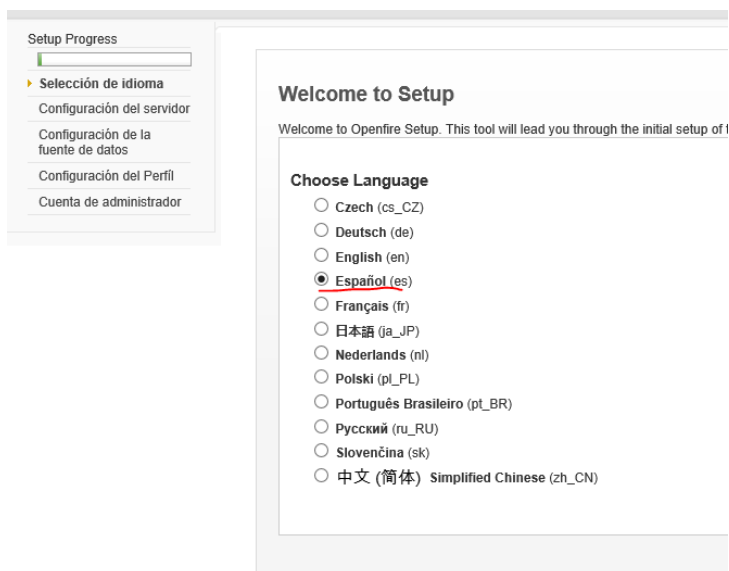 Setup Progress
Selección de idioma
Configuración del servidor
Configuración de la
fuente de datos
Configuración del Perfíl
Cuenta de administrador
Welcome to Setup
Welcome to Openfire Setup. This tool will lead you through the initial setup of
Choose Language
Czech (cs_CZ)
Deutsch (de)
English (en)
Español (es)
Français (fr)
日本語 (ja_JP)
Nederlands (nl)
Polski (pl_PL)
Português Brasileiro (pt_BR)
Русский (ru_RU)
Slovenčina (sk)
中文 (简体) Simplified Chinese (zh_CN)